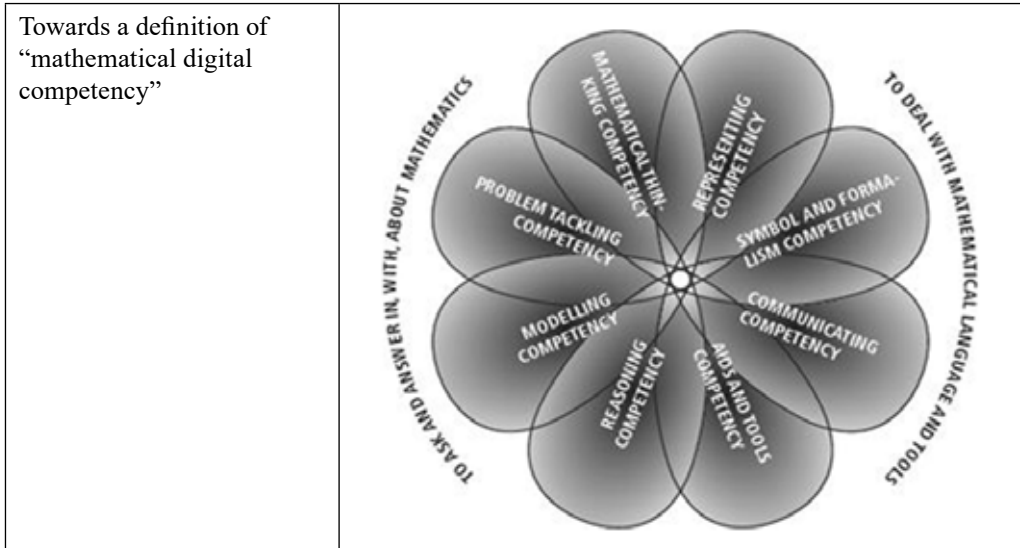 Towards a definition of
“mathematical digital
competency”
TO ASK AND ANSWER IN, WITH, ABOUT MATHEMATICS
MATHEMATICAL THIN-
KING COMPETENCY
REPRESENTING
COMPETENCY
TO DEAL WITH MATHEMATICAL LANGUAGE AND TOOLS
PROBLEM TACKLING
COMPETENCY
SYMBOL AND FORMA-
LISM COMPETENCY
MODELLING
COMPETENCY
COMMUNICATING
COMPETENCY
REASONING
COMPETENCY
AIDS AND TOOLS
COMPETENCY